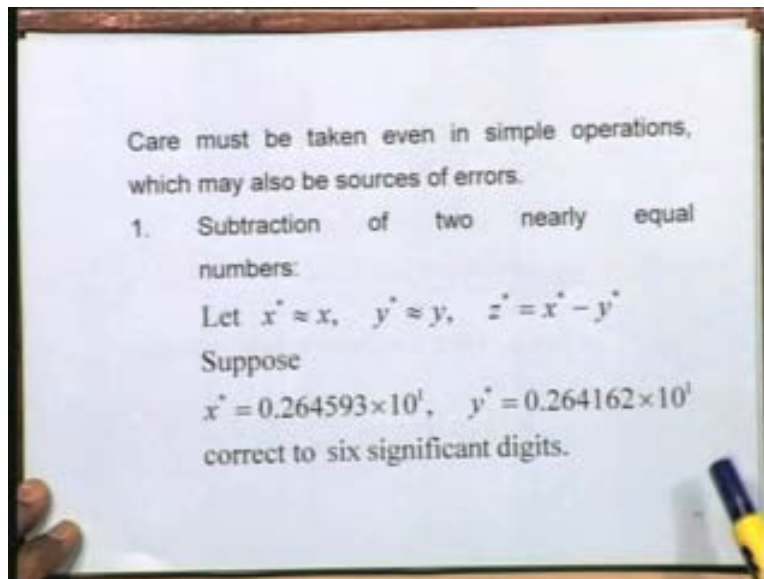 Care must be taken even in simple operations,
which may also be sources of errors.
1. Subtraction of two nearly equal
numbers:
Let x* ≈ x, y* ≈ y, z* = x* − y*
Suppose
x* = 0.264593×10¹, y* = 0.264162×10¹
correct to six significant digits.